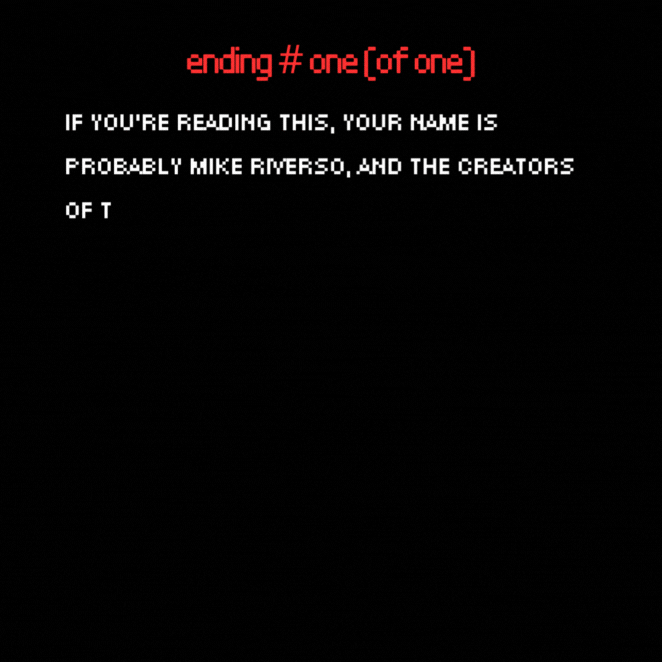 ending # one (of one)
IF YOU'RE READING THIS, YOUR NAME IS
PROBABLY MIKE RIVERSO, AND THE CREATORS
OF T